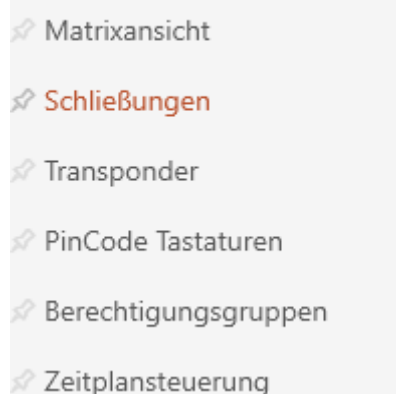 Matrixansicht
Schließungen
Transponder
PinCode Tastaturen
Berechtigungsgruppen
Zeitplansteuerung